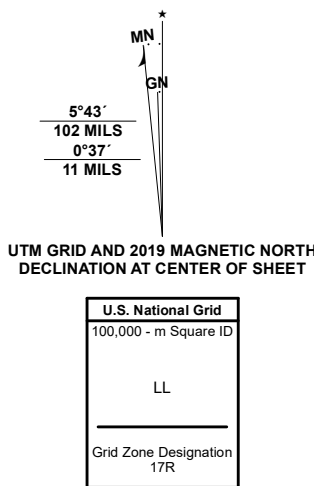 MN
GN
5°43´
102 MILS
0°37´
11 MILS
UTM GRID AND 2019 MAGNETIC NORTH
DECLINATION AT CENTER OF SHEET
U.S. National Grid
100,000 - m Square ID
LL
Grid Zone Designation
17R